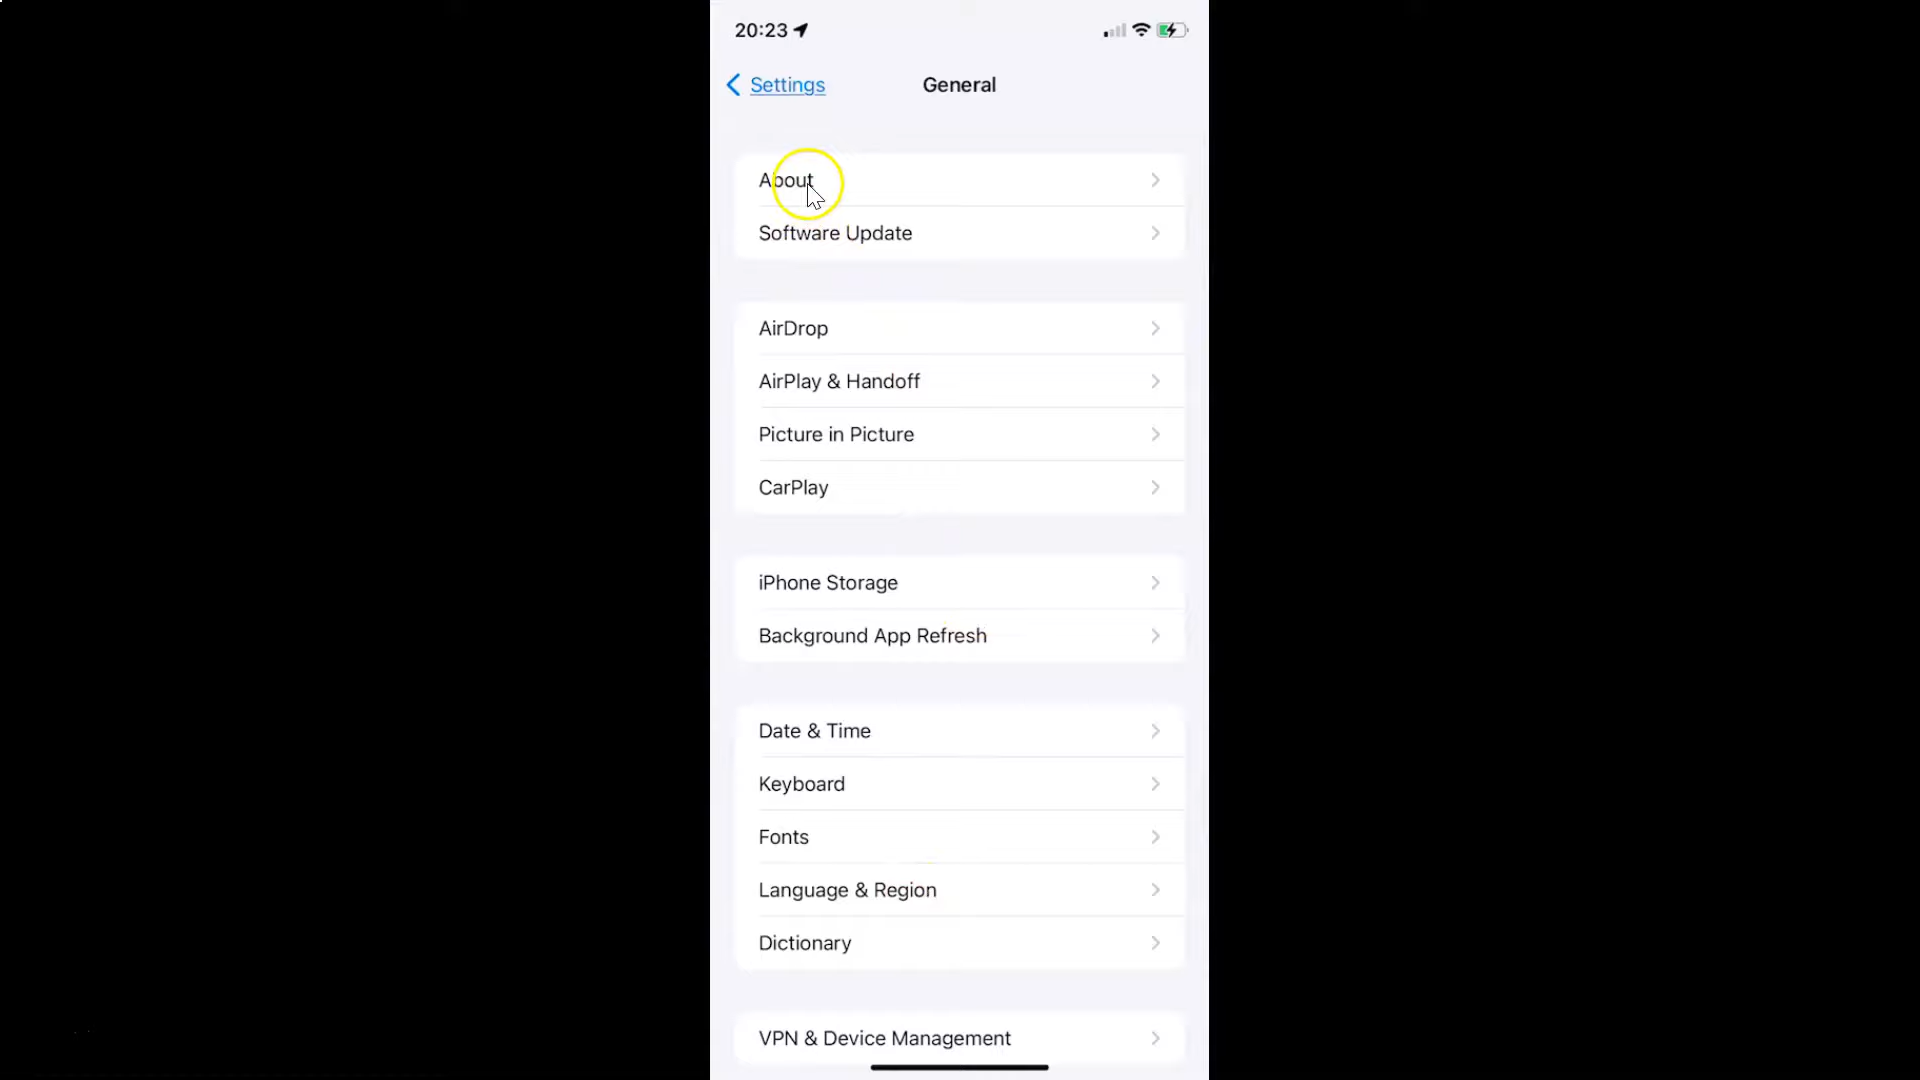 20:23
Settings
General
About
Software Update
AirDrop
AirPlay & Handoff
Picture in Picture
CarPlay
iPhone Storage
Background App Refresh
Date & Time
Keyboard
Fonts
Language & Region
Dictionary
VPN & Device Management